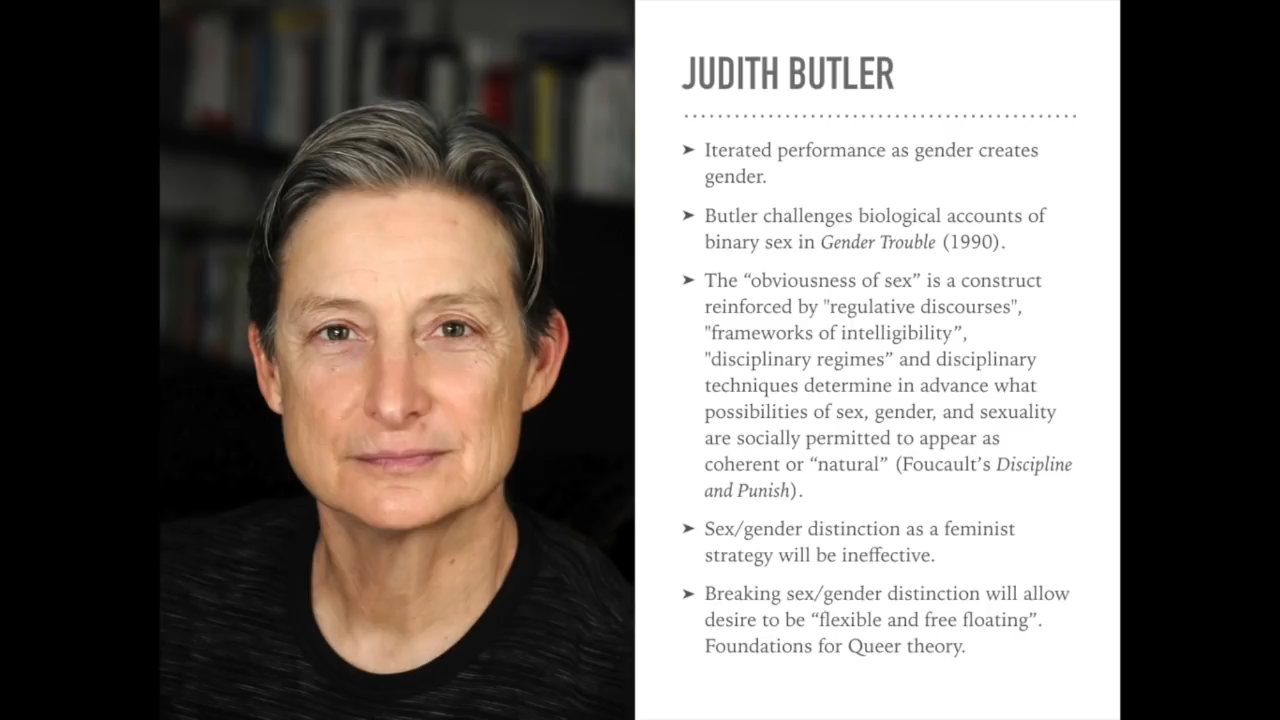 JUDITH BUTLER
➤ Iterated performance as gender creates
gender.
➤ Butler challenges biological accounts of
binary sex in Gender Trouble (1990).
➤ The “obviousness of sex” is a construct
reinforced by "regulative discourses",
"frameworks of intelligibility”,
"disciplinary regimes” and disciplinary
techniques determine in advance what
possibilities of sex, gender, and sexuality
are socially permitted to appear as
coherent or “natural” (Foucault’s Discipline
and Punish).
➤ Sex/gender distinction as a feminist
strategy will be ineffective.
➤ Breaking sex/gender distinction will allow
desire to be “flexible and free floating”.
Foundations for Queer theory.